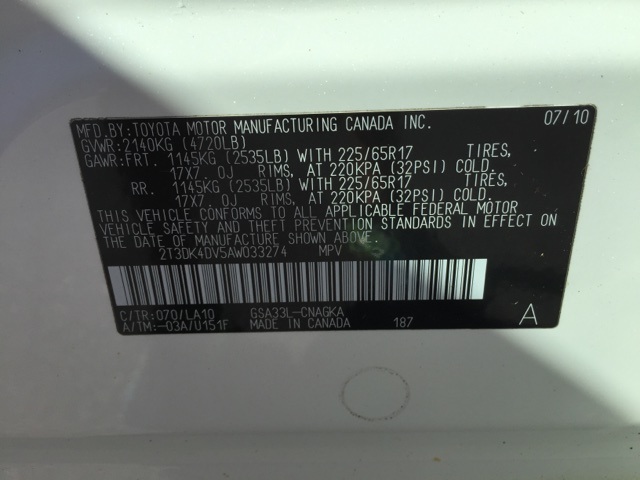 MFD.BY:TOYOTA MOTOR MANUFACTURING CANADA INC. 07/10
GVWR:2140KG (4720LB)
GAWR:FRT. 1145KG (2535LB) WITH 225/65R17 TIRES,
17X7.0J RIMS, AT 220KPA (32PSI) COLD.
RR. 1145KG (2535LB) WITH 225/65R17 TIRES,
17X7.0J RIMS, AT 220KPA (32PSI) COLD.
THIS VEHICLE CONFORMS TO ALL APPLICABLE FEDERAL MOTOR
VEHICLE SAFETY AND THEFT PREVENTION STANDARDS IN EFFECT ON
THE DATE OF MANUFACTURE SHOWN ABOVE.
2T3DK4DV5AW033274 MPV
C/TR:070/LA10 GSA33L-CNAGKA
A/TM:-03A/U151F MADE IN CANADA 187 A